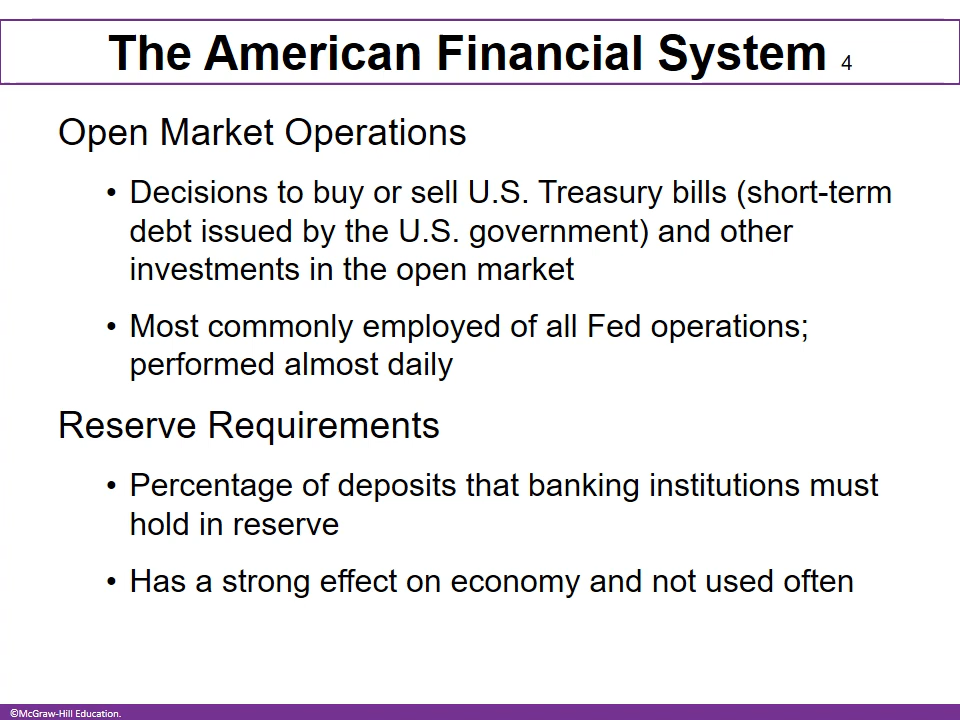 The American Financial System 4
Open Market Operations
• Decisions to buy or sell U.S. Treasury bills (short-term
debt issued by the U.S. government) and other
investments in the open market
• Most commonly employed of all Fed operations;
performed almost daily
Reserve Requirements
• Percentage of deposits that banking institutions must
hold in reserve
• Has a strong effect on economy and not used often
©McGraw-Hill Education.